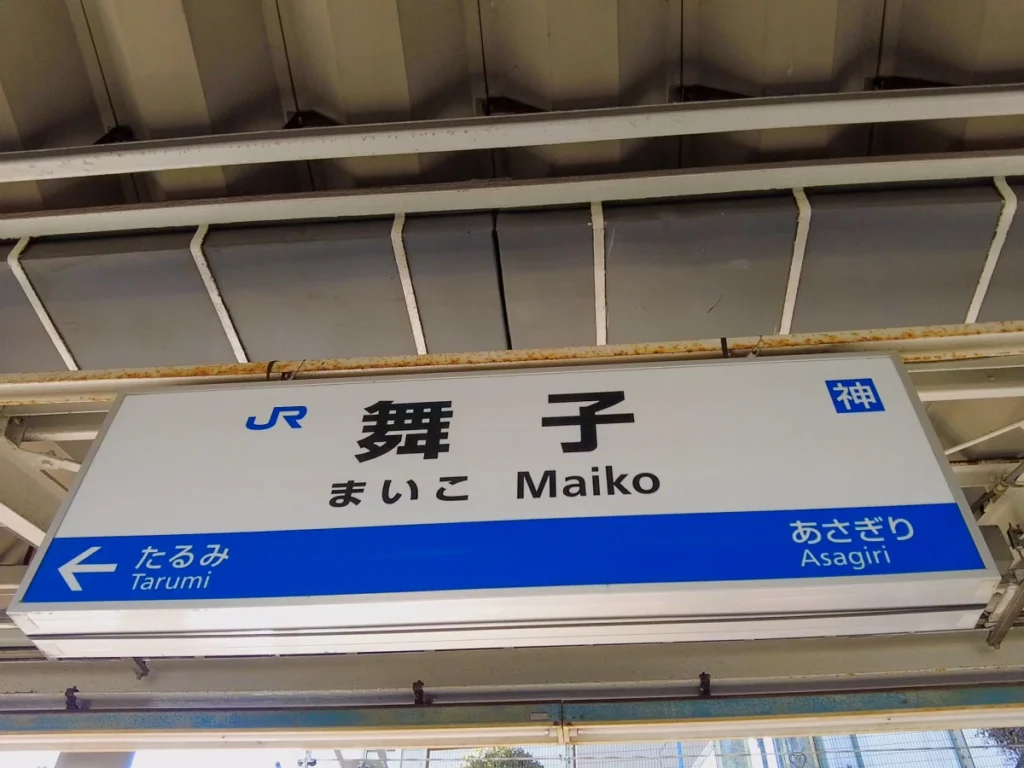 JR 舞子 神
まいこ Maiko
← たるみ あさぎり
Tarumi Asagiri